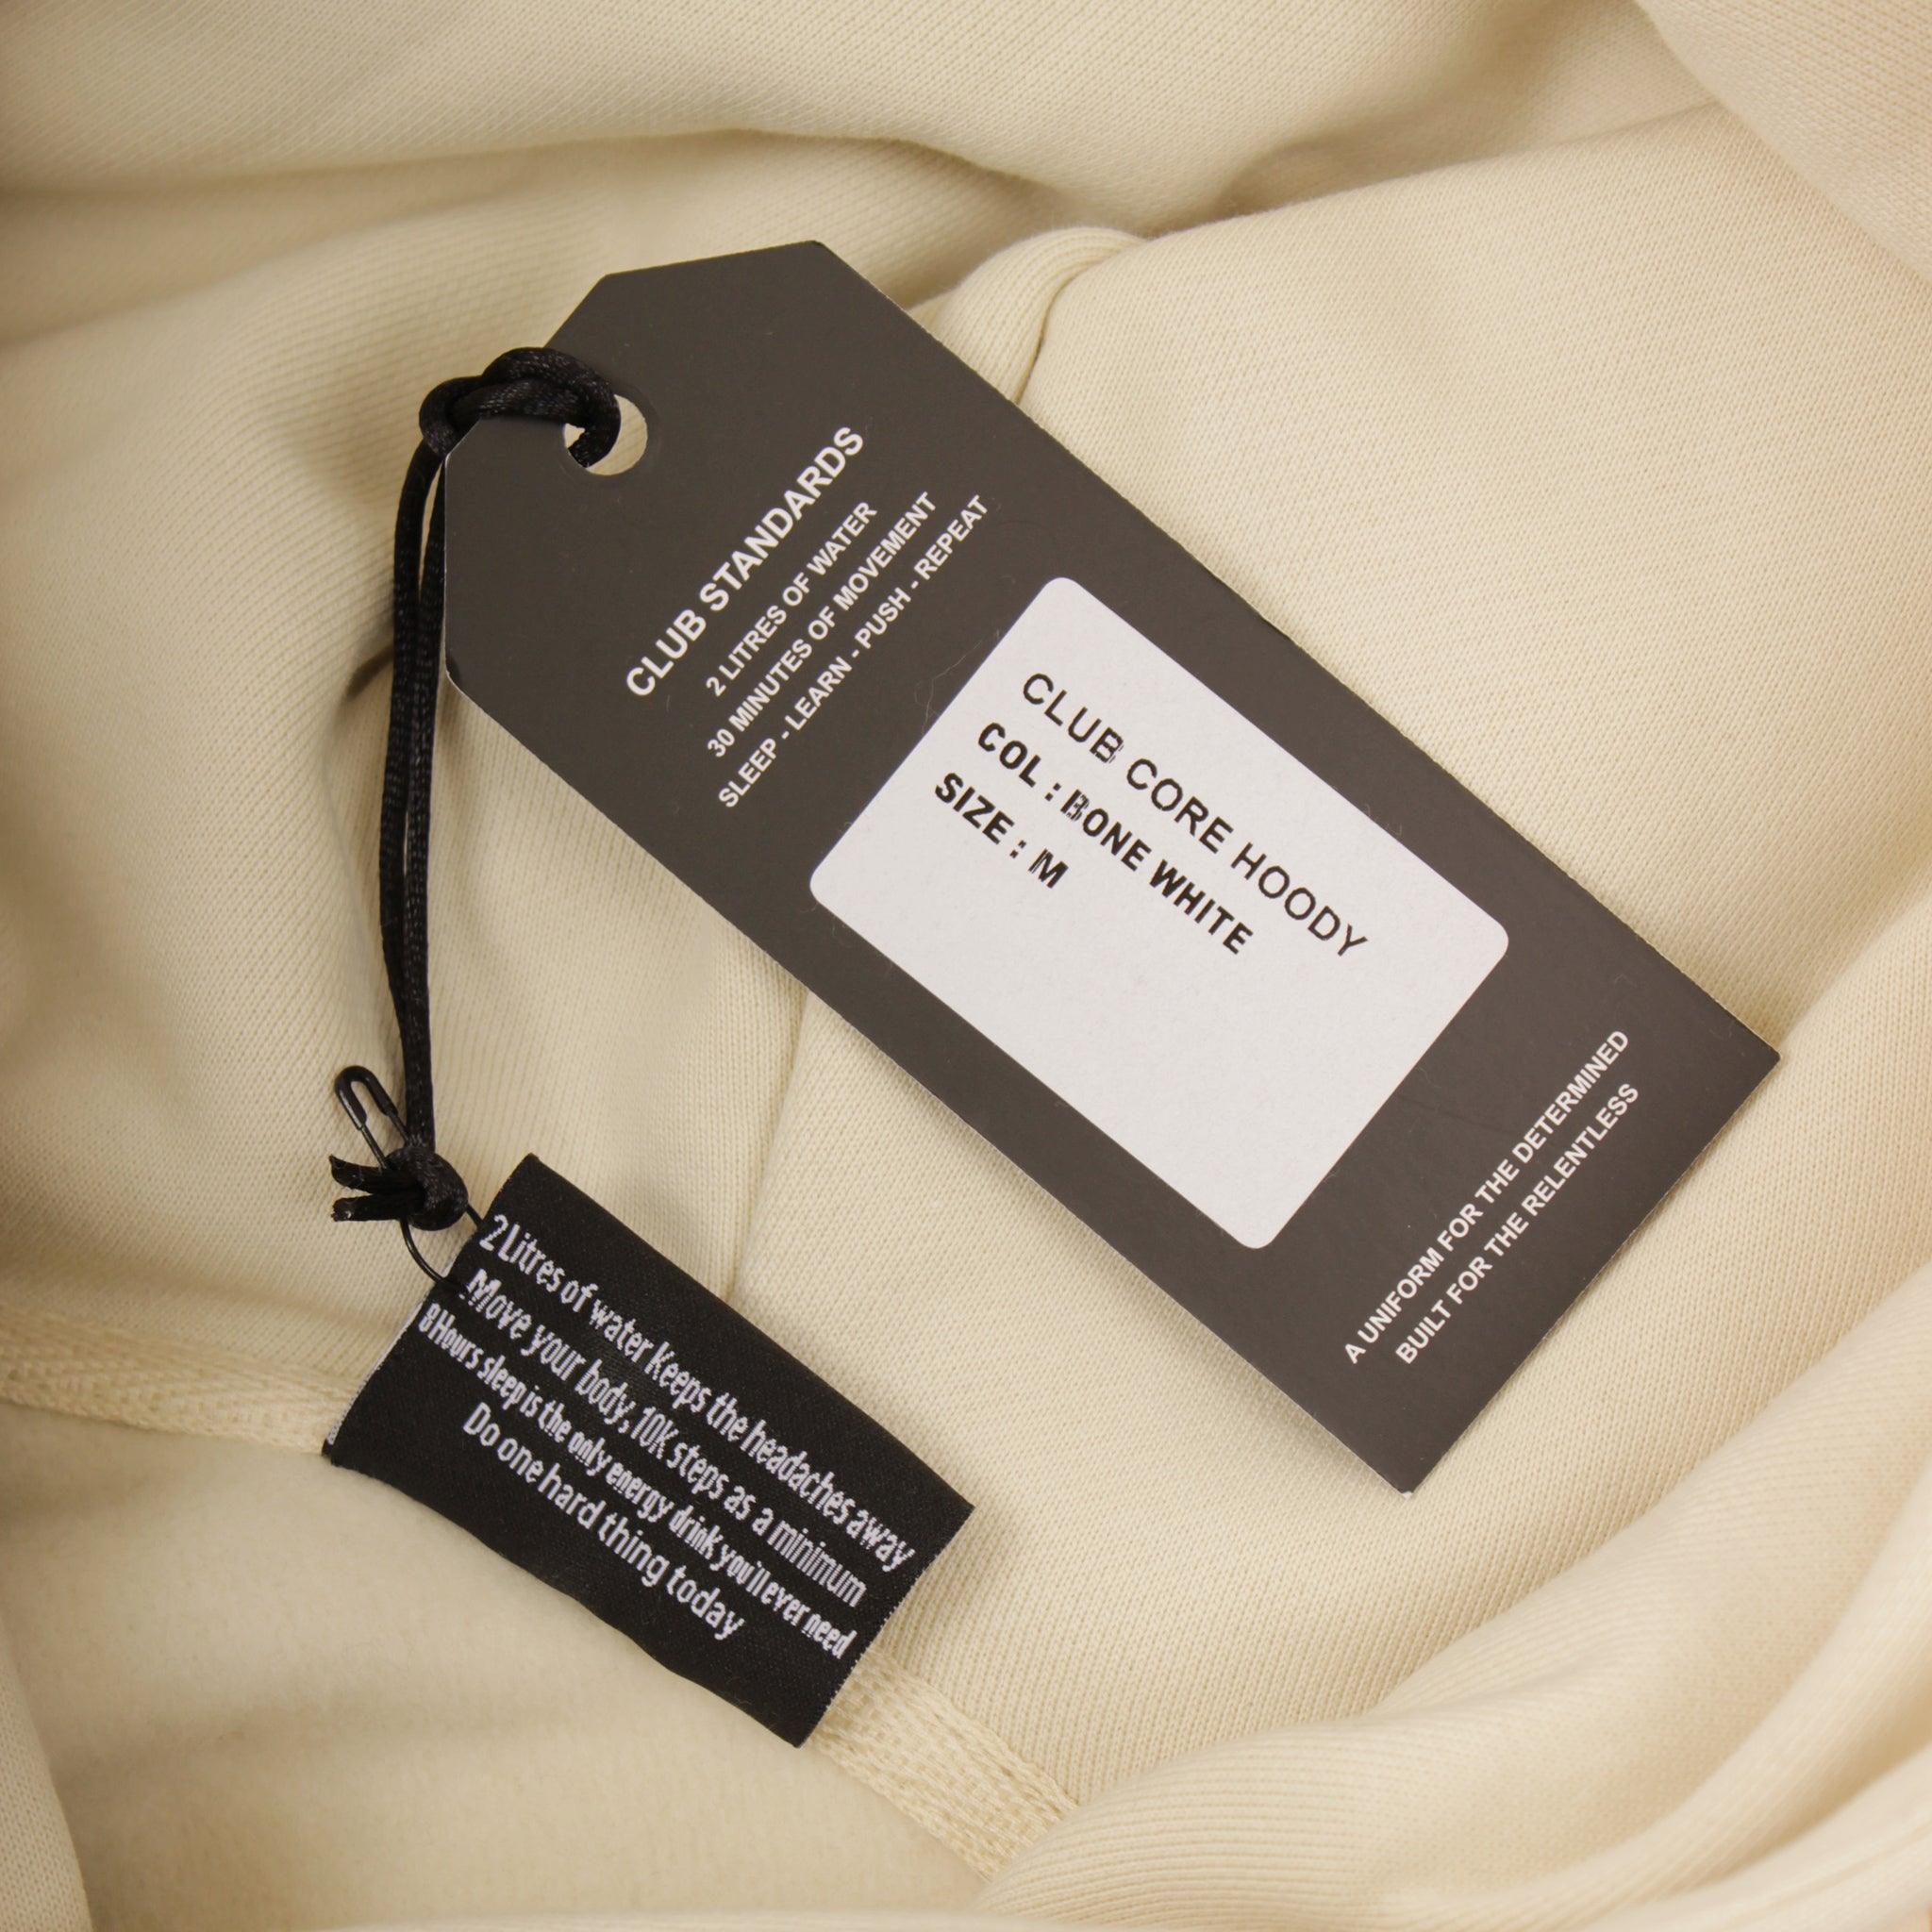 CLUB STANDARDS
2 LITRES OF WATER
30 MINUTES OF MOVEMENT
SLEEP - LEARN - PUSH - REPEAT
CLUB CORE HOODY
COL : BONE WHITE
SIZE : M
A UNIFORM FOR THE DETERMINED
BUILT FOR THE RELENTLESS
2 Litres of water keeps the headaches away
Move your body, 10K steps as a minimum
8 Hours sleep is the only energy drink you'll ever need
Do one hard thing today